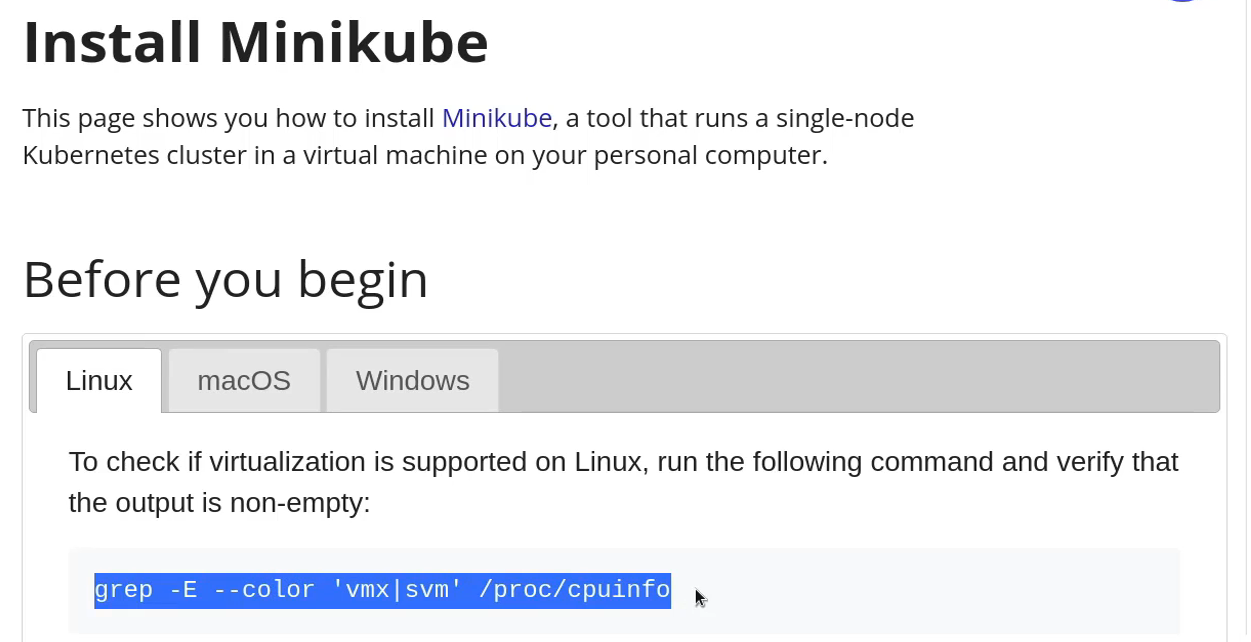 Install Minikube
This page shows you how to install Minikube, a tool that runs a single-node
Kubernetes cluster in a virtual machine on your personal computer.
Before you begin
Linux macOS Windows
To check if virtualization is supported on Linux, run the following command and verify that
the output is non-empty:
grep -E --color 'vmx|svm' /proc/cpuinfo